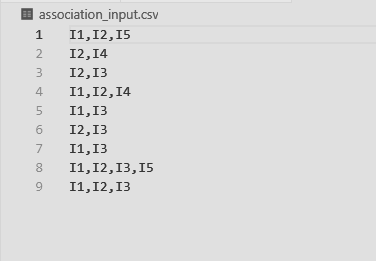 association_input.csv
1 I1,I2,I5
2 I2,I4
3 I2,I3
4 I1,I2,I4
5 I1,I3
6 I2,I3
7 I1,I3
8 I1,I2,I3,I5
9 I1,I2,I3